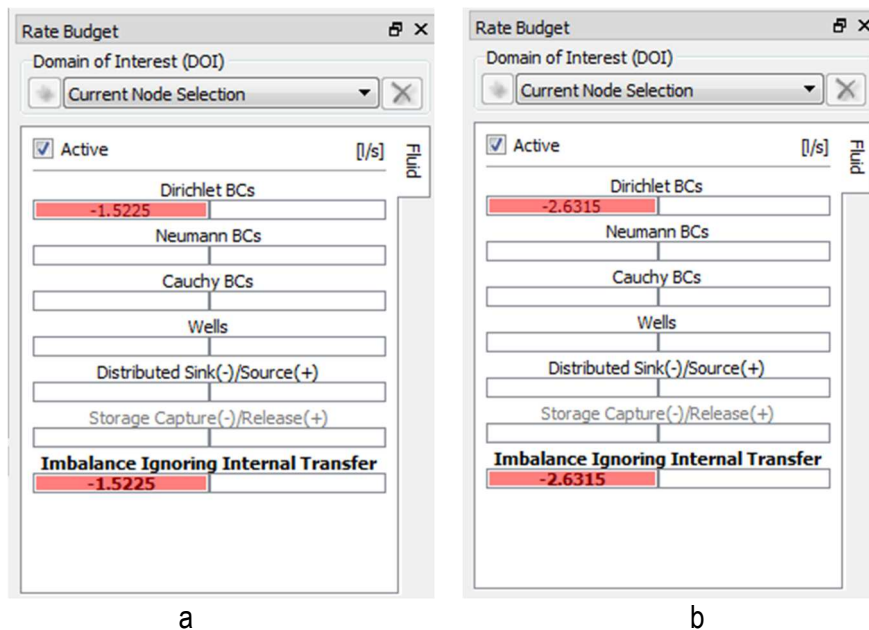 Rate Budget
Domain of Interest (DOI)
Current Node Selection
Active [l/s]
Fluid
Dirichlet BCs
-1.5225
Neumann BCs
Cauchy BCs
Wells
Distributed Sink(-)/Source(+)
Storage Capture(-)/Release(+)
Imbalance Ignoring Internal Transfer
-1.5225
a
Rate Budget
Domain of Interest (DOI)
Current Node Selection
Active [l/s]
Fluid
Dirichlet BCs
-2.6315
Neumann BCs
Cauchy BCs
Wells
Distributed Sink(-)/Source(+)
Storage Capture(-)/Release(+)
Imbalance Ignoring Internal Transfer
-2.6315
b